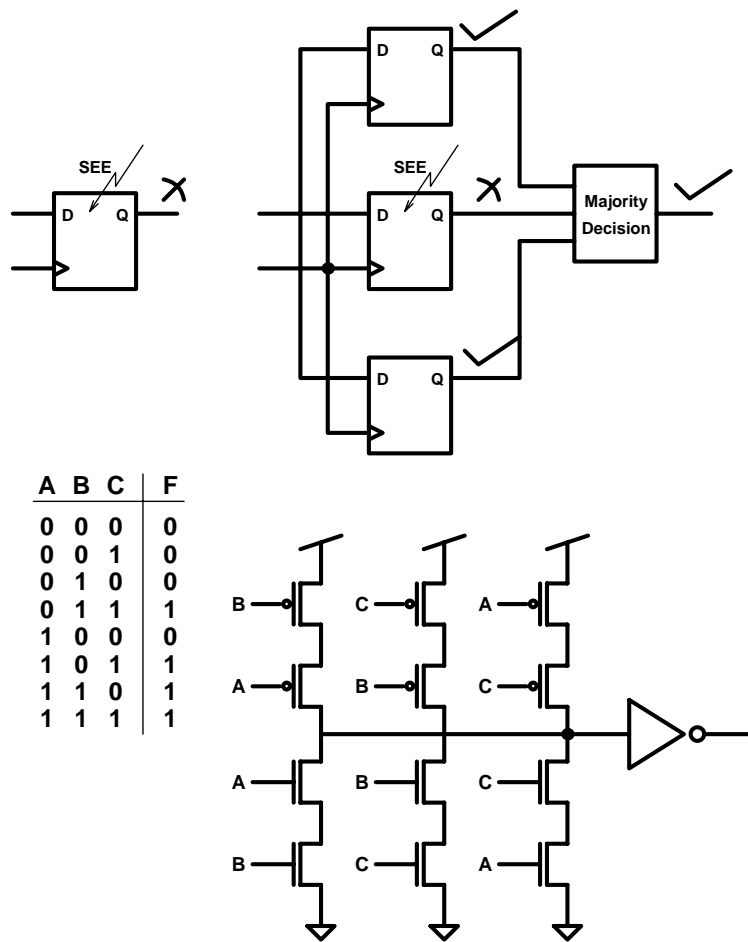 D Q
SEE
SEE
D Q
D Q
Majority
Decision
D Q
A B C F
0 0 0 0
0 0 1 0
0 1 0 0
0 1 1 1
1 0 0 0
1 0 1 1
1 1 0 1
1 1 1 1
B C A
A B C
A B C
B C A